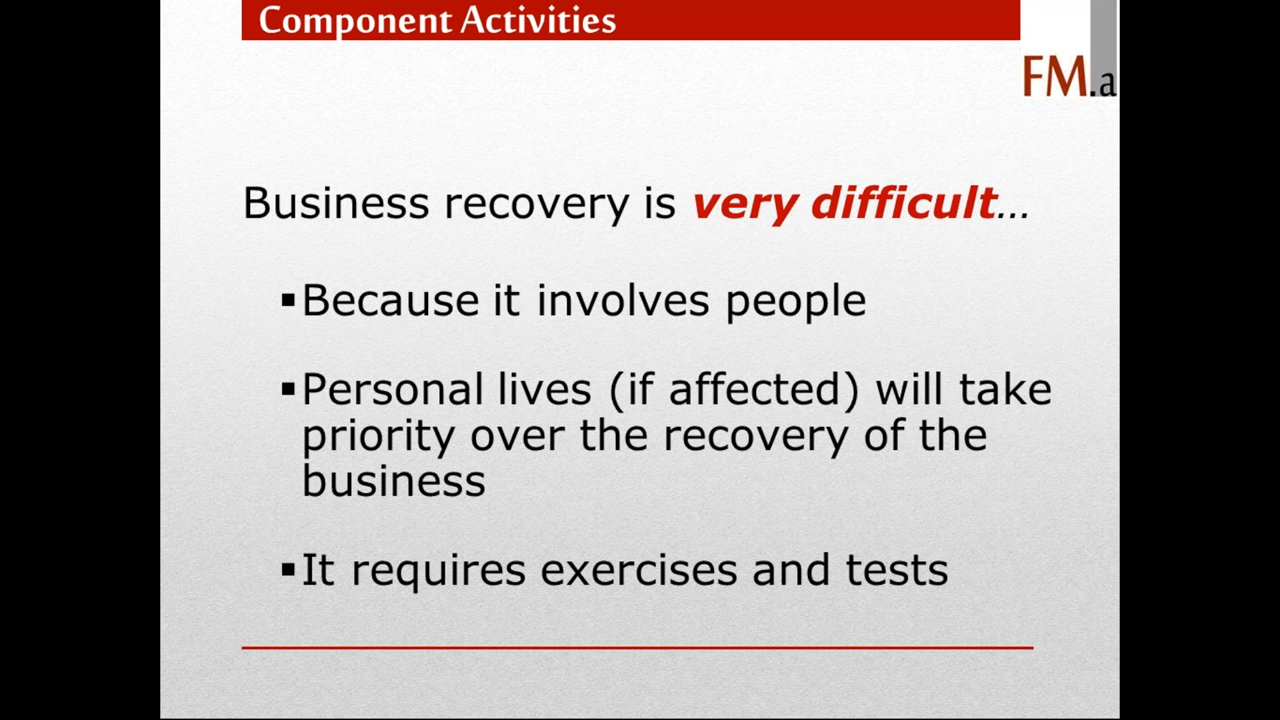 Component Activities
FM.a
Business recovery is very difficult...
▪Because it involves people
▪Personal lives (if affected) will take
priority over the recovery of the
business
▪It requires exercises and tests